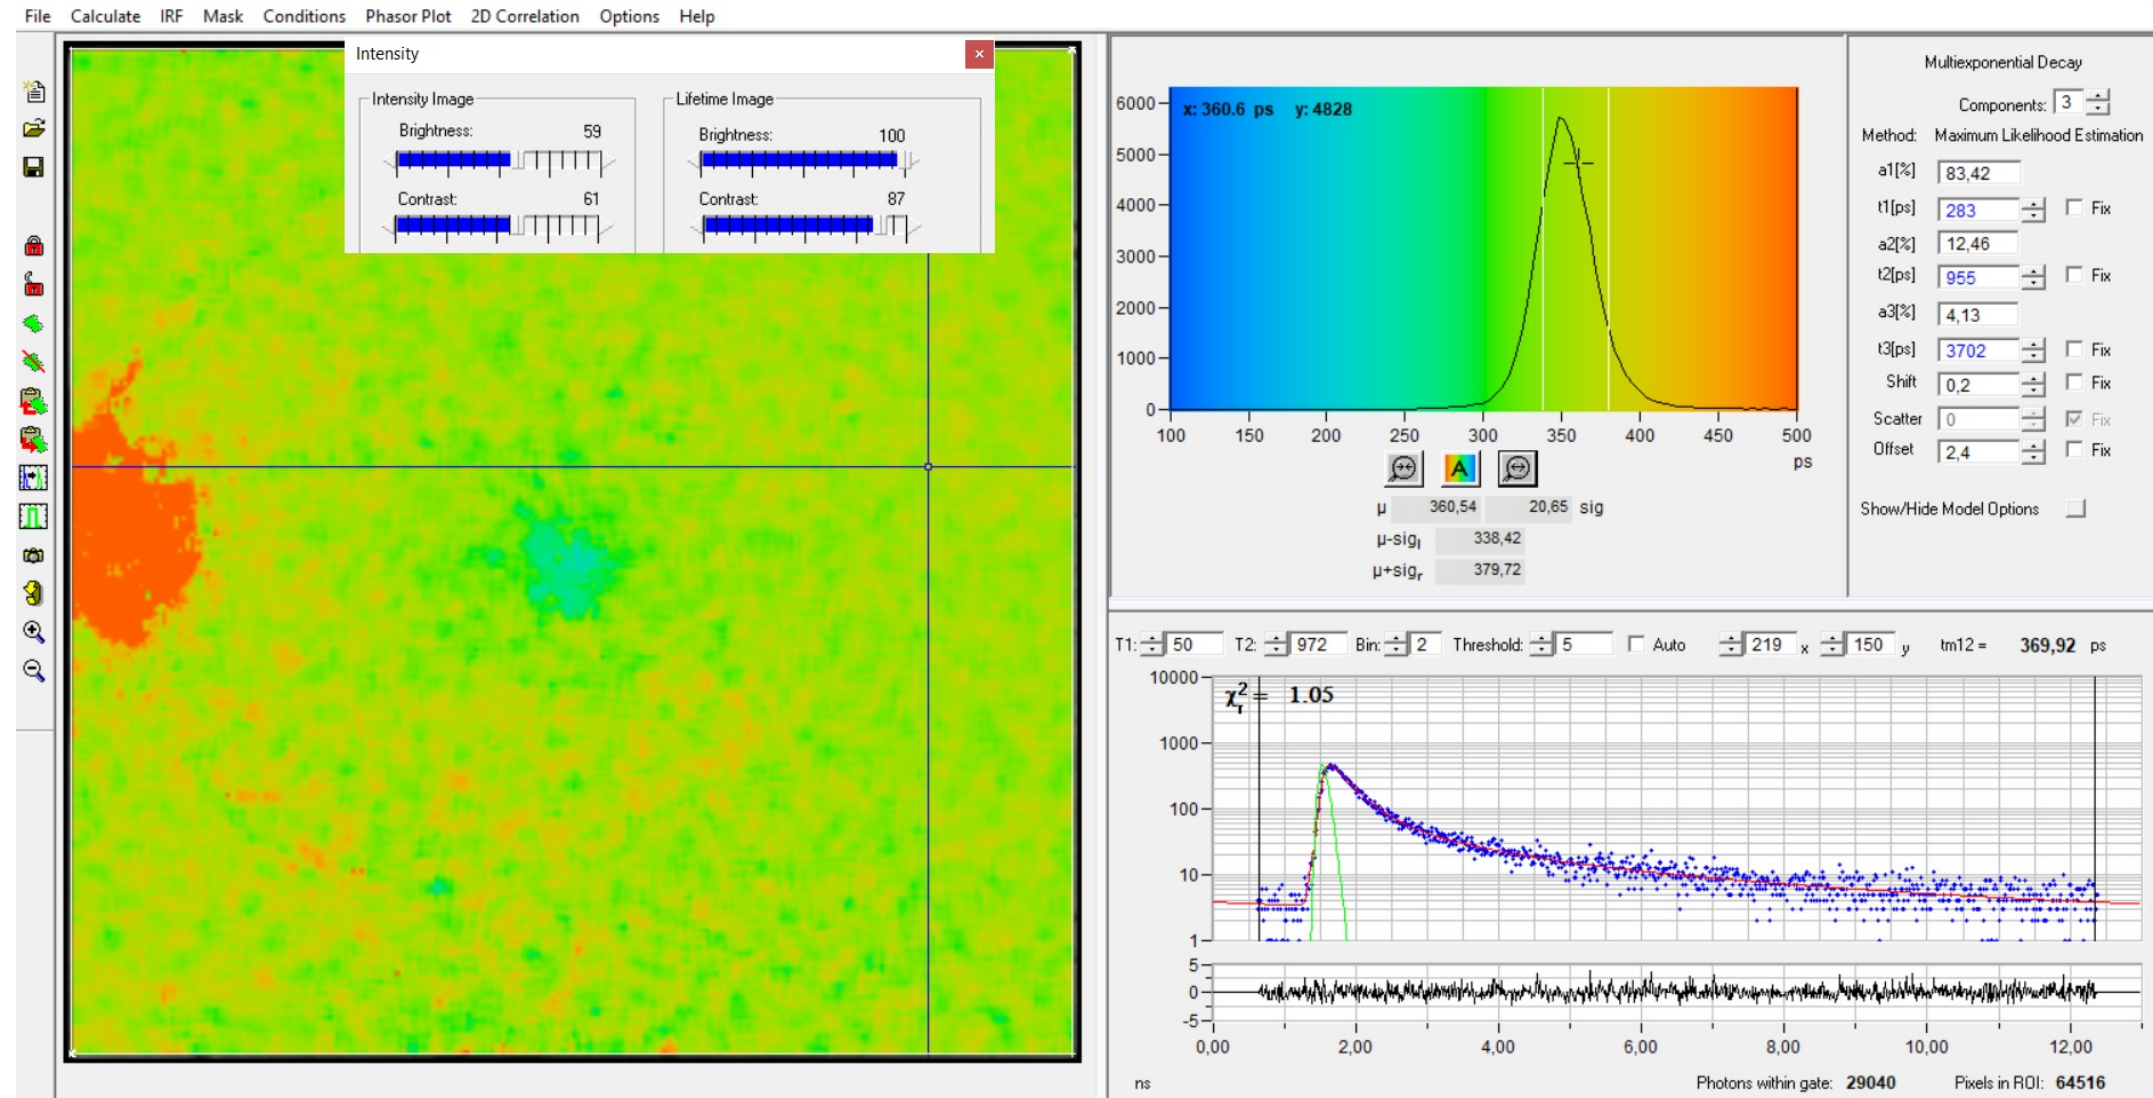 File Calculate IRF Mask Conditions Phasor Plot 2D Correlation Options Help
Intensity
Intensity Image
Brightness: 59
Contrast: 61
Lifetime Image
Brightness: 100
Contrast: 87
x: 360.6 ps y: 4828
6000
5000
4000
3000
2000
1000
0
100 150 200 250 300 350 400 450 500
ps
A
μ 360,54 20,65 sig
μ-sigl 338,42
μ+sigr 379,72
Multiexponential Decay
Components: 3
Method: Maximum Likelihood Estimation
a1[%] 83,42
t1[ps] 283 Fix
a2[%] 12,46
t2[ps] 955 Fix
a3[%] 4,13
t3[ps] 3702 Fix
Shift 0,2 Fix
Scatter 0 Fix
Offset 2,4 Fix
Show/Hide Model Options
T1: 50 T2: 972 Bin: 2 Threshold: 5 Auto 219 x 150 y tm12 = 369,92 ps
χ²r = 1.05
10000
1000
100
10
1
5
0
-5
0,00 2,00 4,00 6,00 8,00 10,00 12,00
ns Photons within gate: 29040 Pixels in ROI: 64516